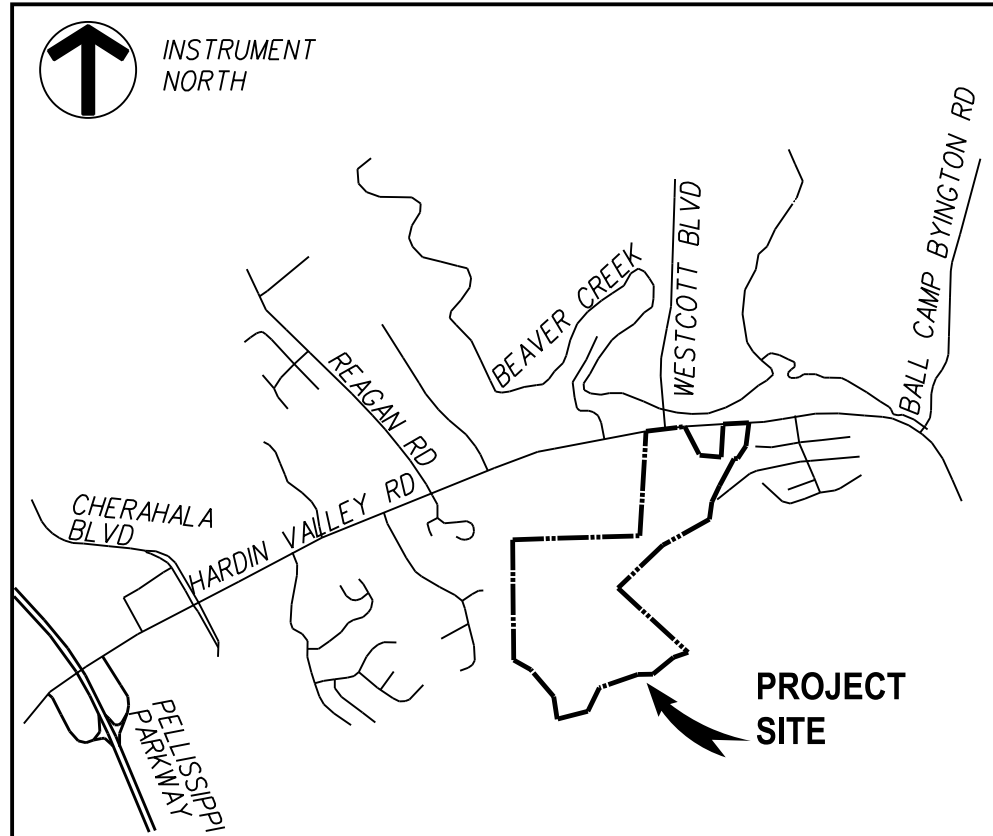 INSTRUMENT
NORTH
BALL CAMP BYINGTON RD
WESTCOTT BLVD
BEAVER CREEK
REAGAN RD
CHERAHALA
BLVD
HARDIN VALLEY RD
PELLISSIPPI
PARKWAY
PROJECT
SITE